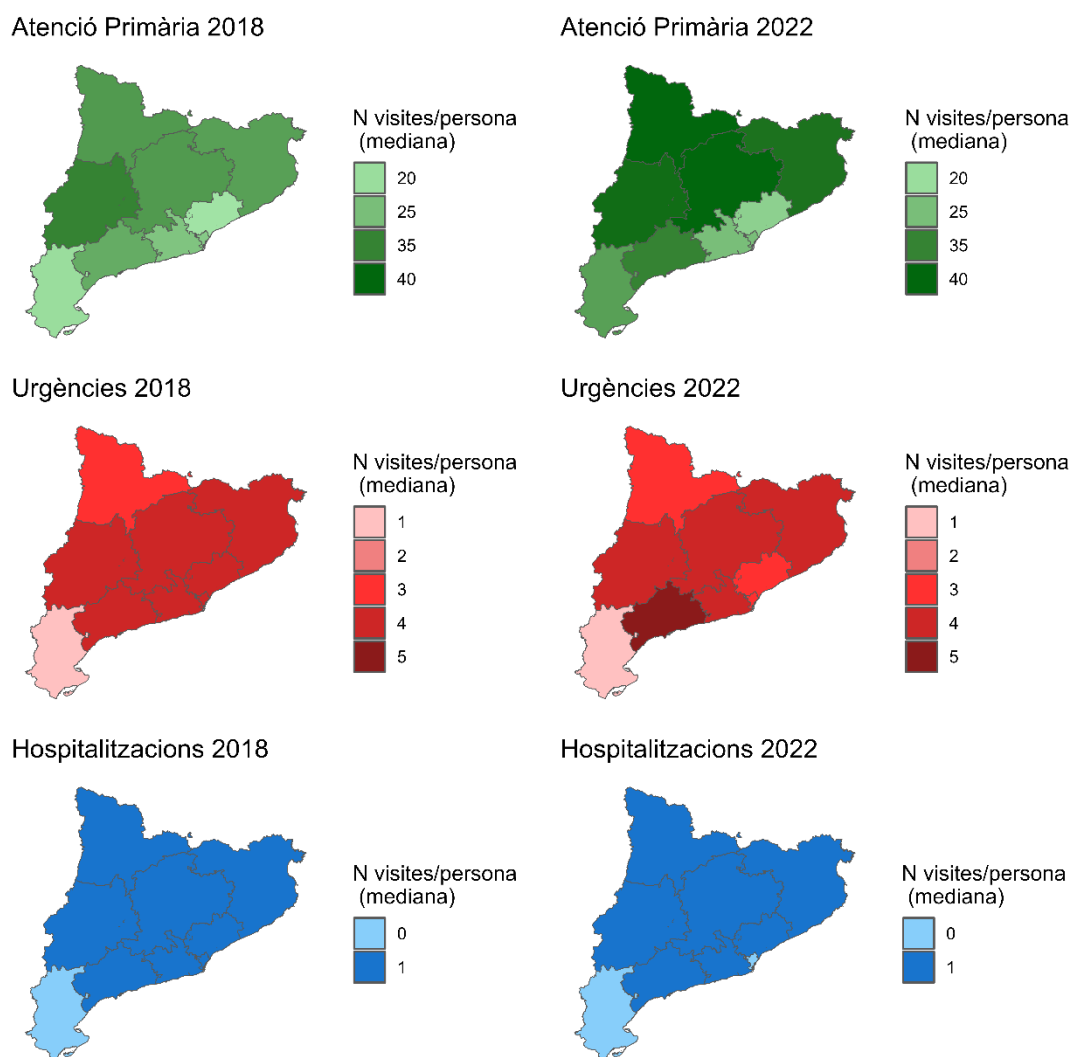 Atenció Primària 2018
N visites/persona
(mediana)
20
25
35
40
Atenció Primària 2022
N visites/persona
(mediana)
20
25
35
40
Urgències 2018
N visites/persona
(mediana)
1
2
3
4
5
Urgències 2022
N visites/persona
(mediana)
1
2
3
4
5
Hospitalitzacions 2018
N visites/persona
(mediana)
0
1
Hospitalitzacions 2022
N visites/persona
(mediana)
0
1